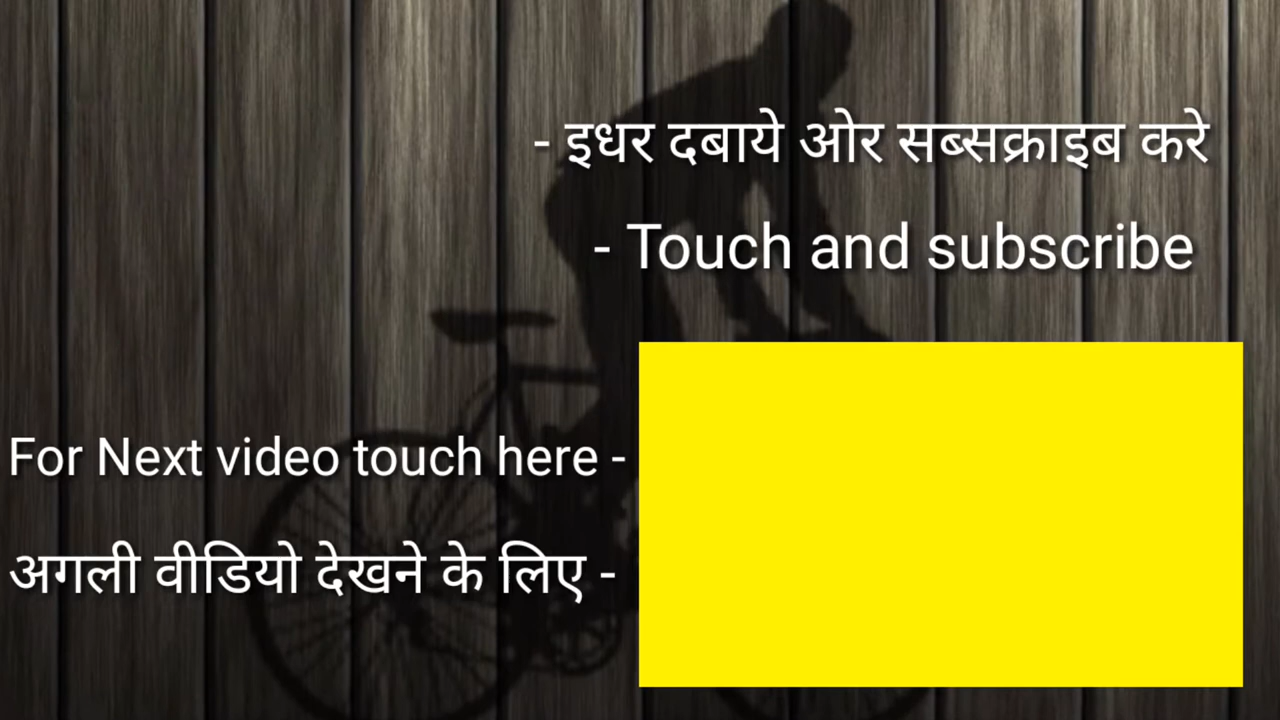 - इधर दबाये ओर सब्सक्राइब करे
- Touch and subscribe
For Next video touch here -
अगली वीडियो देखने के लिए -